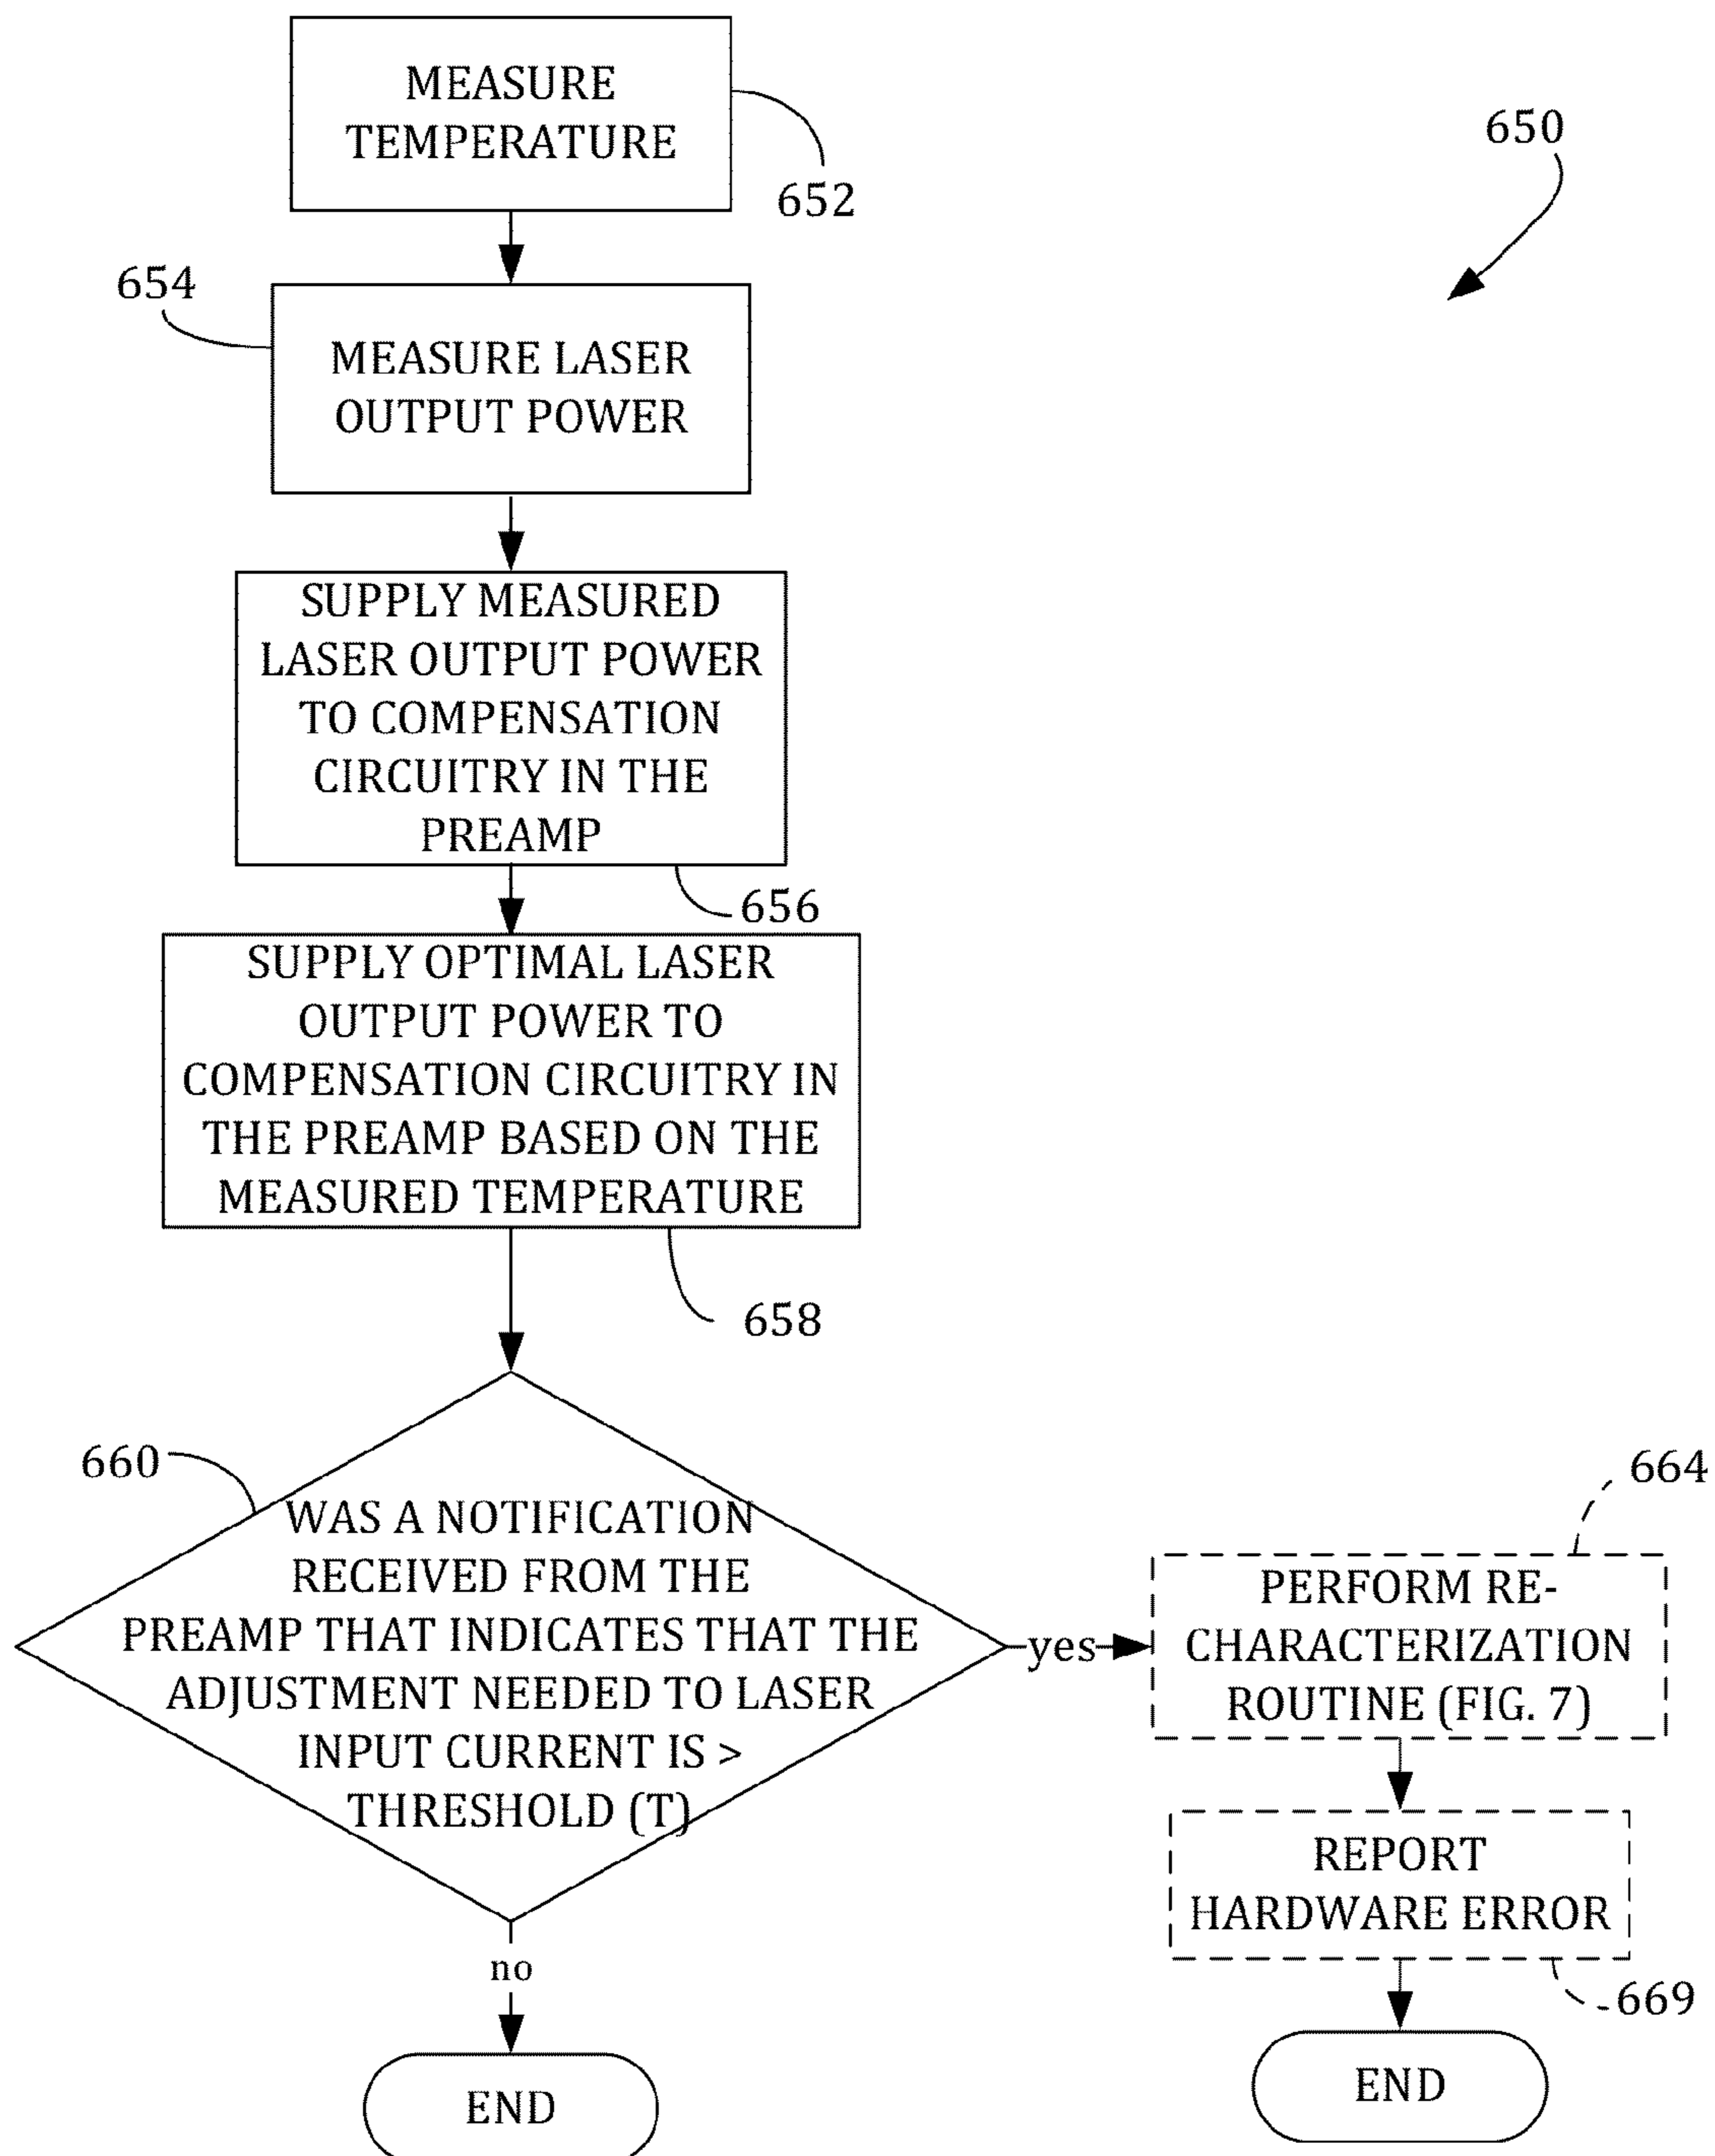 MEASURE
TEMPERATURE
652
650
654
MEASURE LASER
OUTPUT POWER
SUPPLY MEASURED
LASER OUTPUT POWER
TO COMPENSATION
CIRCUITRY IN THE
PREAMP
656
SUPPLY OPTIMAL LASER
OUTPUT POWER TO
COMPENSATION CIRCUITRY IN
THE PREAMP BASED ON THE
MEASURED TEMPERATURE
658
660
WAS A NOTIFICATION
RECEIVED FROM THE
PREAMP THAT INDICATES THAT THE
ADJUSTMENT NEEDED TO LASER
INPUT CURRENT IS >
THRESHOLD (T)
yes
664
PERFORM RE-
CHARACTERIZATION
ROUTINE (FIG. 7)
REPORT
HARDWARE ERROR
669
END
no
END